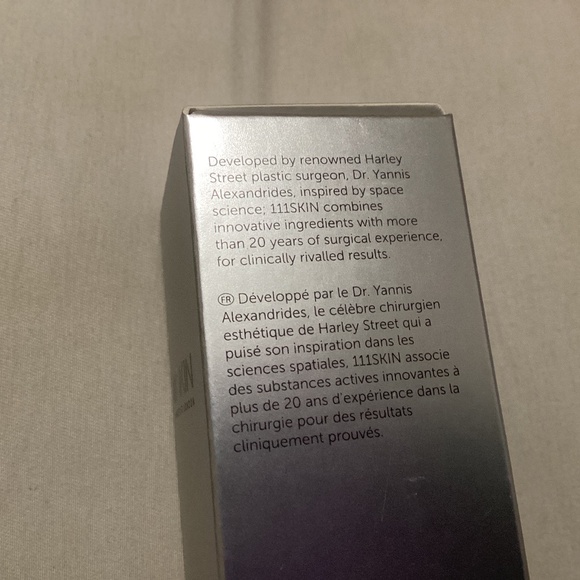 Developed by renowned Harley
Street plastic surgeon, Dr. Yannis
Alexandrides, inspired by space
science; 111SKIN combines
innovative ingredients with more
than 20 years of surgical experience,
for clinically rivalled results.
FR Développé par le Dr. Yannis
Alexandrides, le célèbre chirurgien
esthétique de Harley Street qui a
puisé son inspiration dans les
sciences spatiales, 111SKIN associe
des substances actives innovantes à
plus de 20 ans d'expérience dans la
chirurgie pour des résultats
cliniquement prouvés.